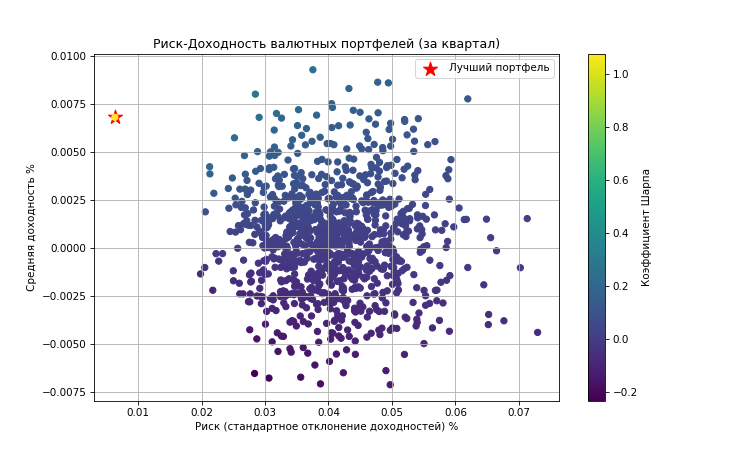 Риск-Доходность валютных портфелей (за квартал)
Лучший портфель
0.0100
0.0075
0.0050
0.0025
0.0000
−0.0025
−0.0050
−0.0075
Средняя доходность %
0.01 0.02 0.03 0.04 0.05 0.06 0.07
Риск (стандартное отклонение доходностей) %
1.0
0.8
0.6
0.4
0.2
0.0
−0.2
Коэффициент Шарпа